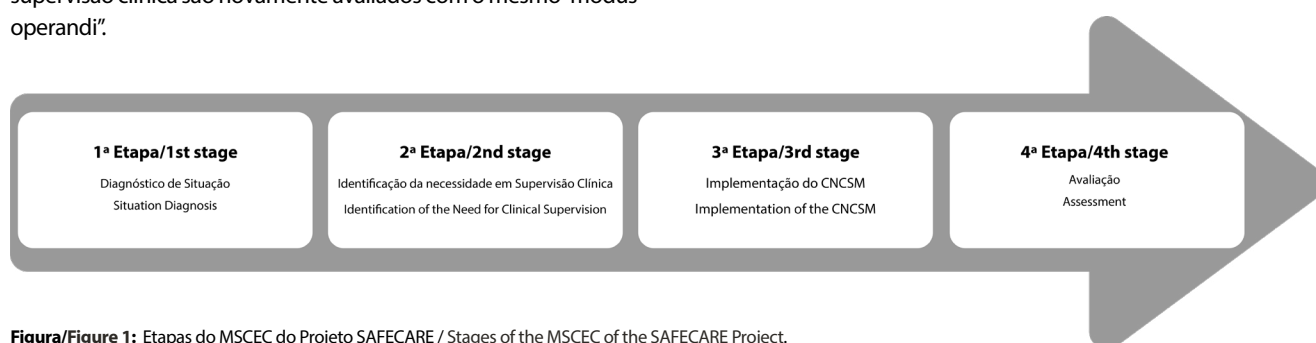 supervisão clínica são novamente avaliados com o mesmo “modus
operandi”.
1ª Etapa/1st stage
Diagnóstico de Situação
Situation Diagnosis
2ª Etapa/2nd stage
Identificação da necessidade em Supervisão Clínica
Identification of the Need for Clinical Supervision
3ª Etapa/3rd stage
Implementação do CNCSM
Implementation of the CNCSM
4ª Etapa/4th stage
Avaliação
Assessment
Figura/Figure 1: Etapas do MSCEC do Projeto SAFECARE / Stages of the MSCEC of the SAFECARE Project.